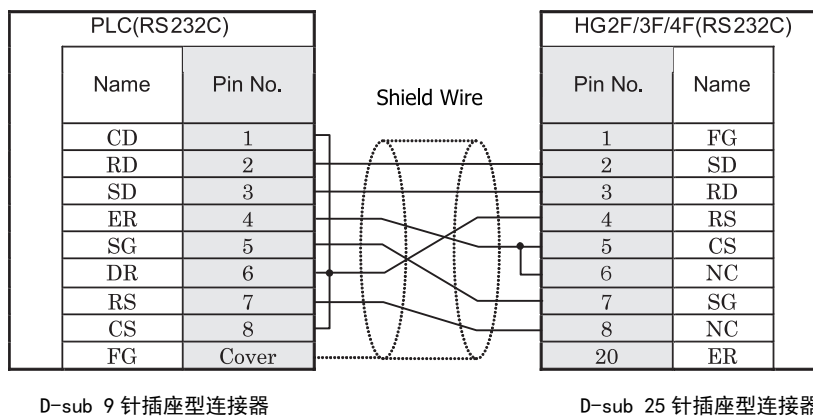 PLC(RS232C) HG2F/3F/4F(RS232C)
Name Pin No. Shield Wire Pin No. Name
CD 1 1 FG
RD 2 2 SD
SD 3 3 RD
ER 4 4 RS
SG 5 5 CS
DR 6 6 NC
RS 7 7 SG
CS 8 8 NC
FG Cover 20 ER
D-sub 9 针插座型连接器 D-sub 25 针插座型连接器